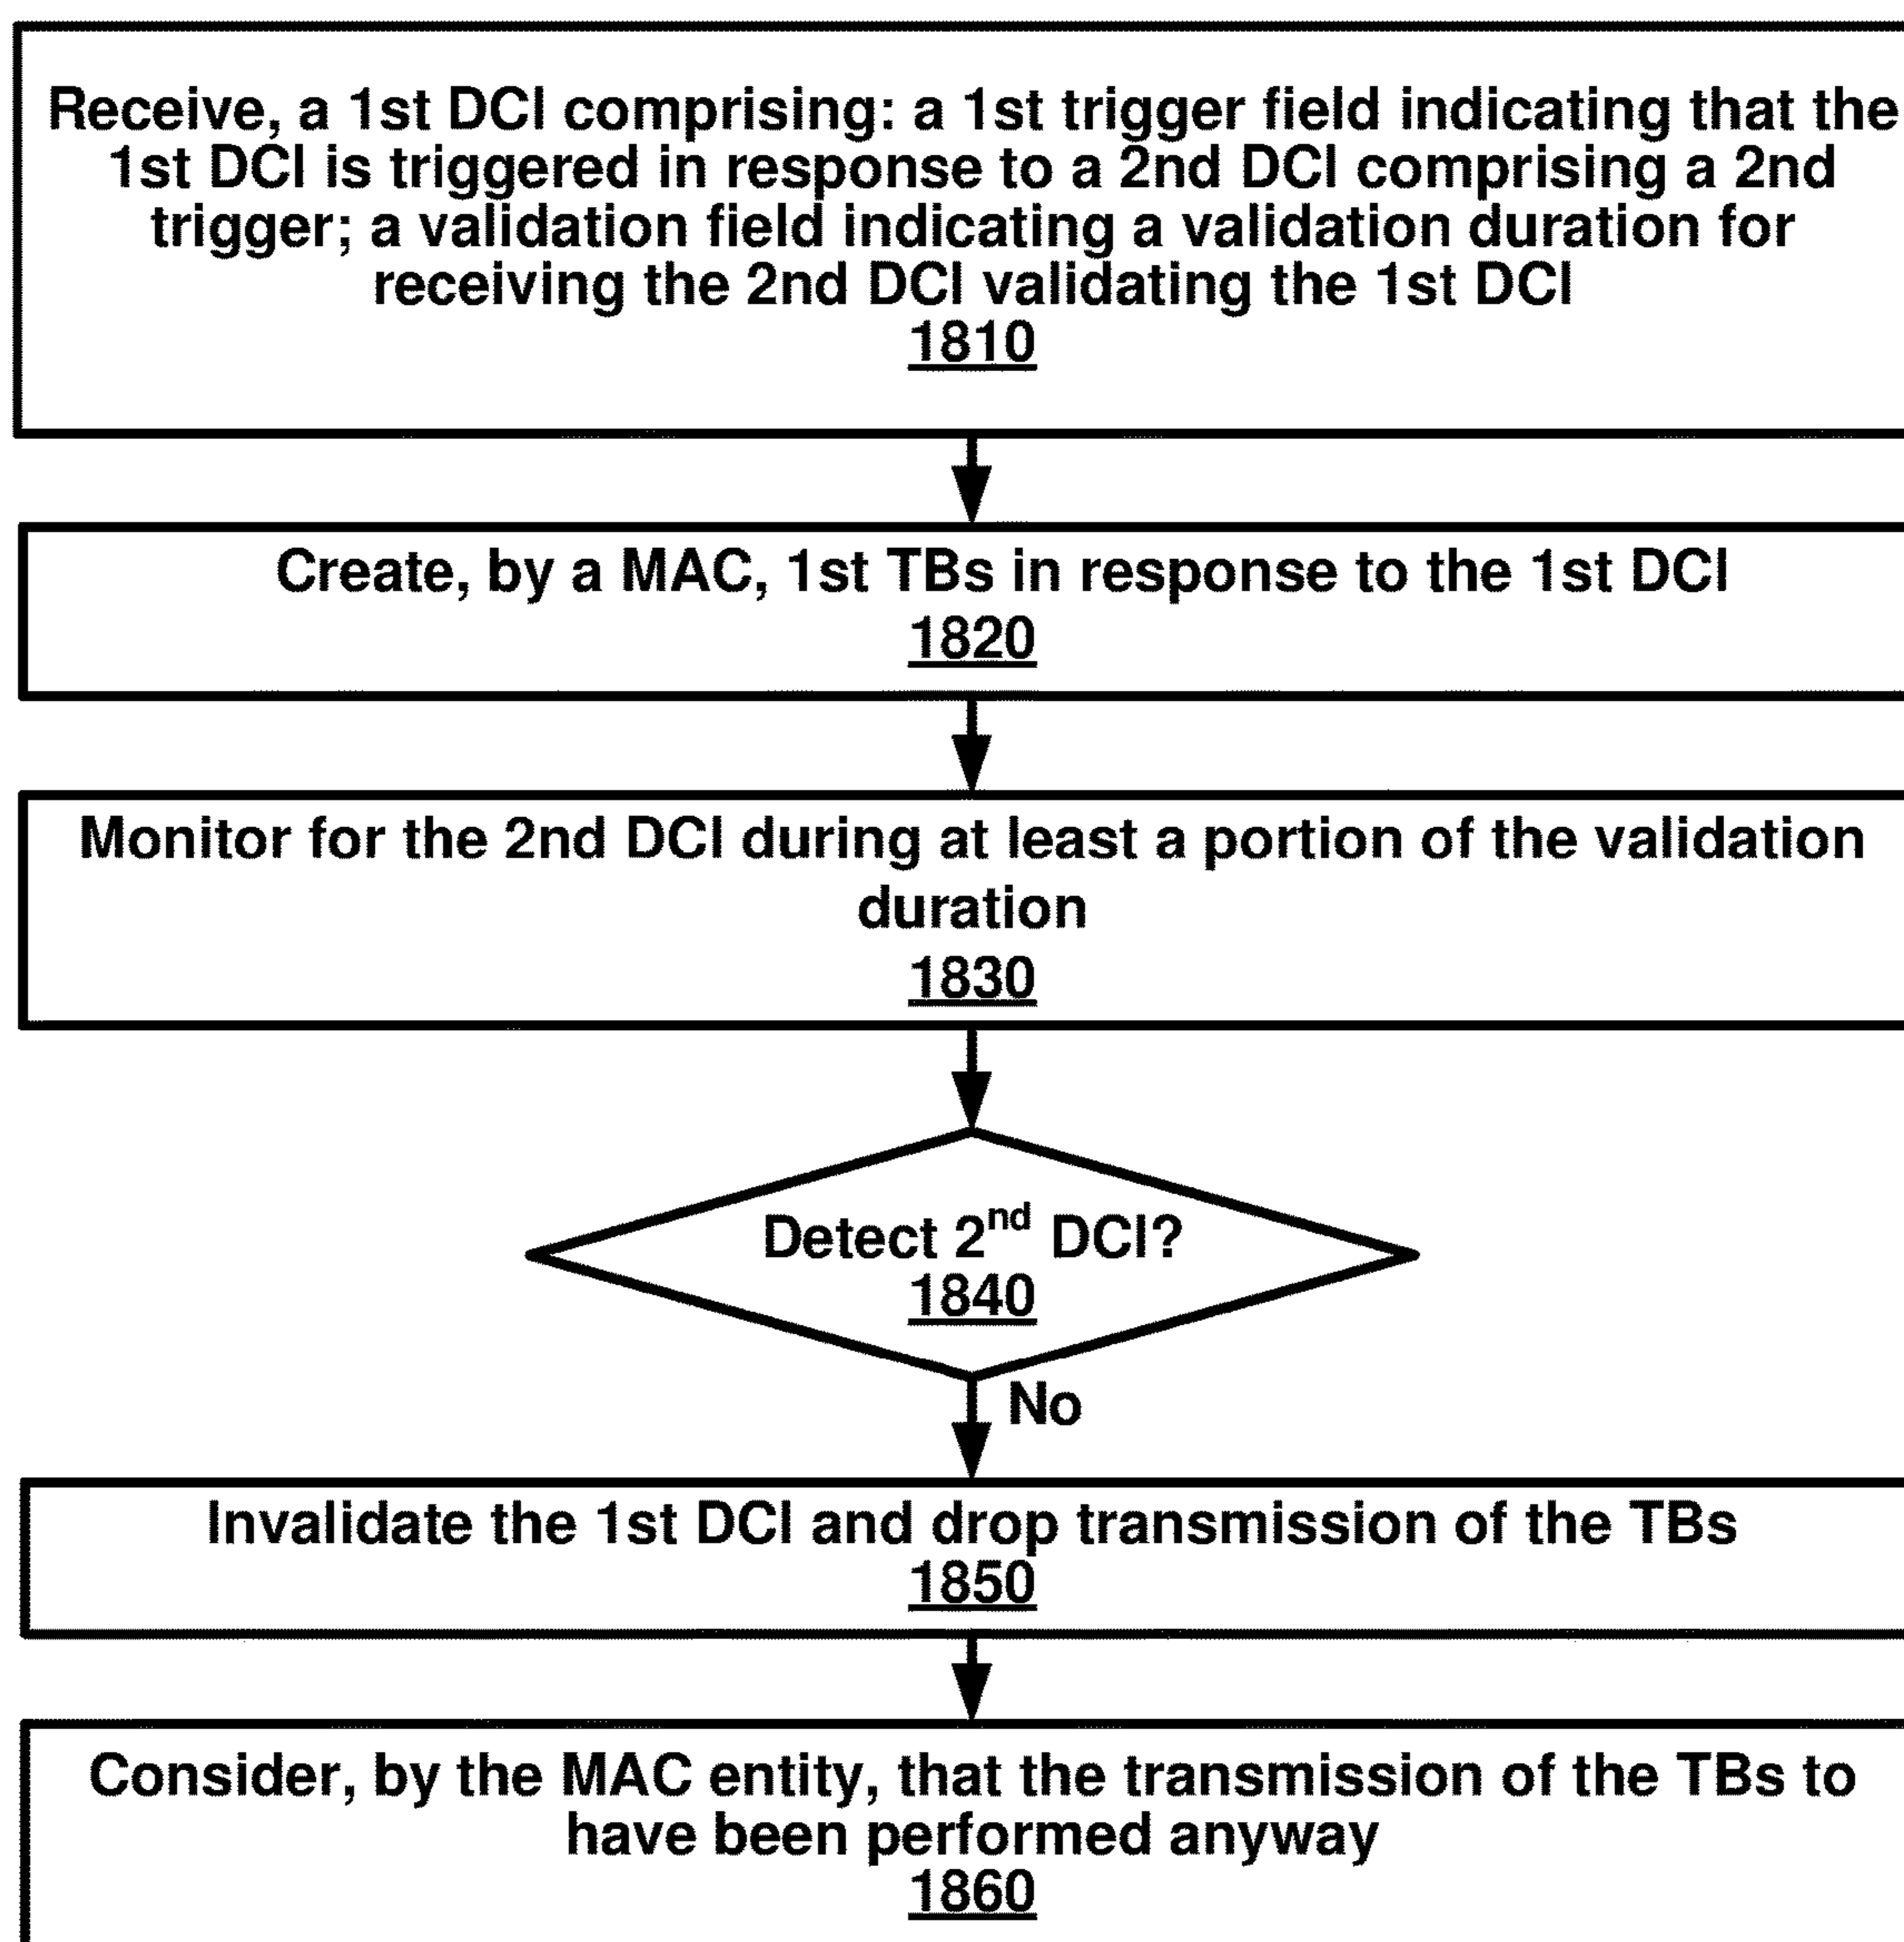 Receive, a 1st DCI comprising: a 1st trigger field indicating that the
1st DCI is triggered in response to a 2nd DCI comprising a 2nd
trigger; a validation field indicating a validation duration for
receiving the 2nd DCI validating the 1st DCI
1810
Create, by a MAC, 1st TBs in response to the 1st DCI
1820
Monitor for the 2nd DCI during at least a portion of the validation
duration
1830
Detect 2nd DCI?
1840
No
Invalidate the 1st DCI and drop transmission of the TBs
1850
Consider, by the MAC entity, that the transmission of the TBs to
have been performed anyway
1860